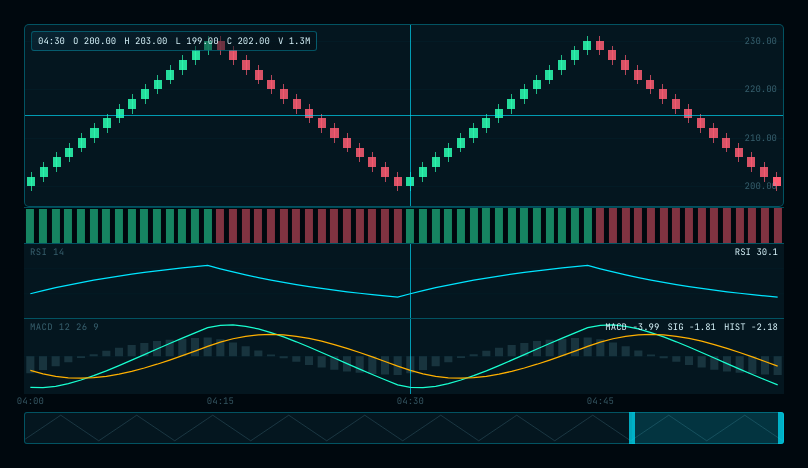 04:30 O 200.00 H 203.00 L 199.00 C 202.00 V 1.3M
230.00
220.00
210.00
200.00
RSI 14
RSI 30.1
MACD 12 26 9
MACD -3.99 SIG -1.81 HIST -2.18
04:00 04:15 04:30 04:45